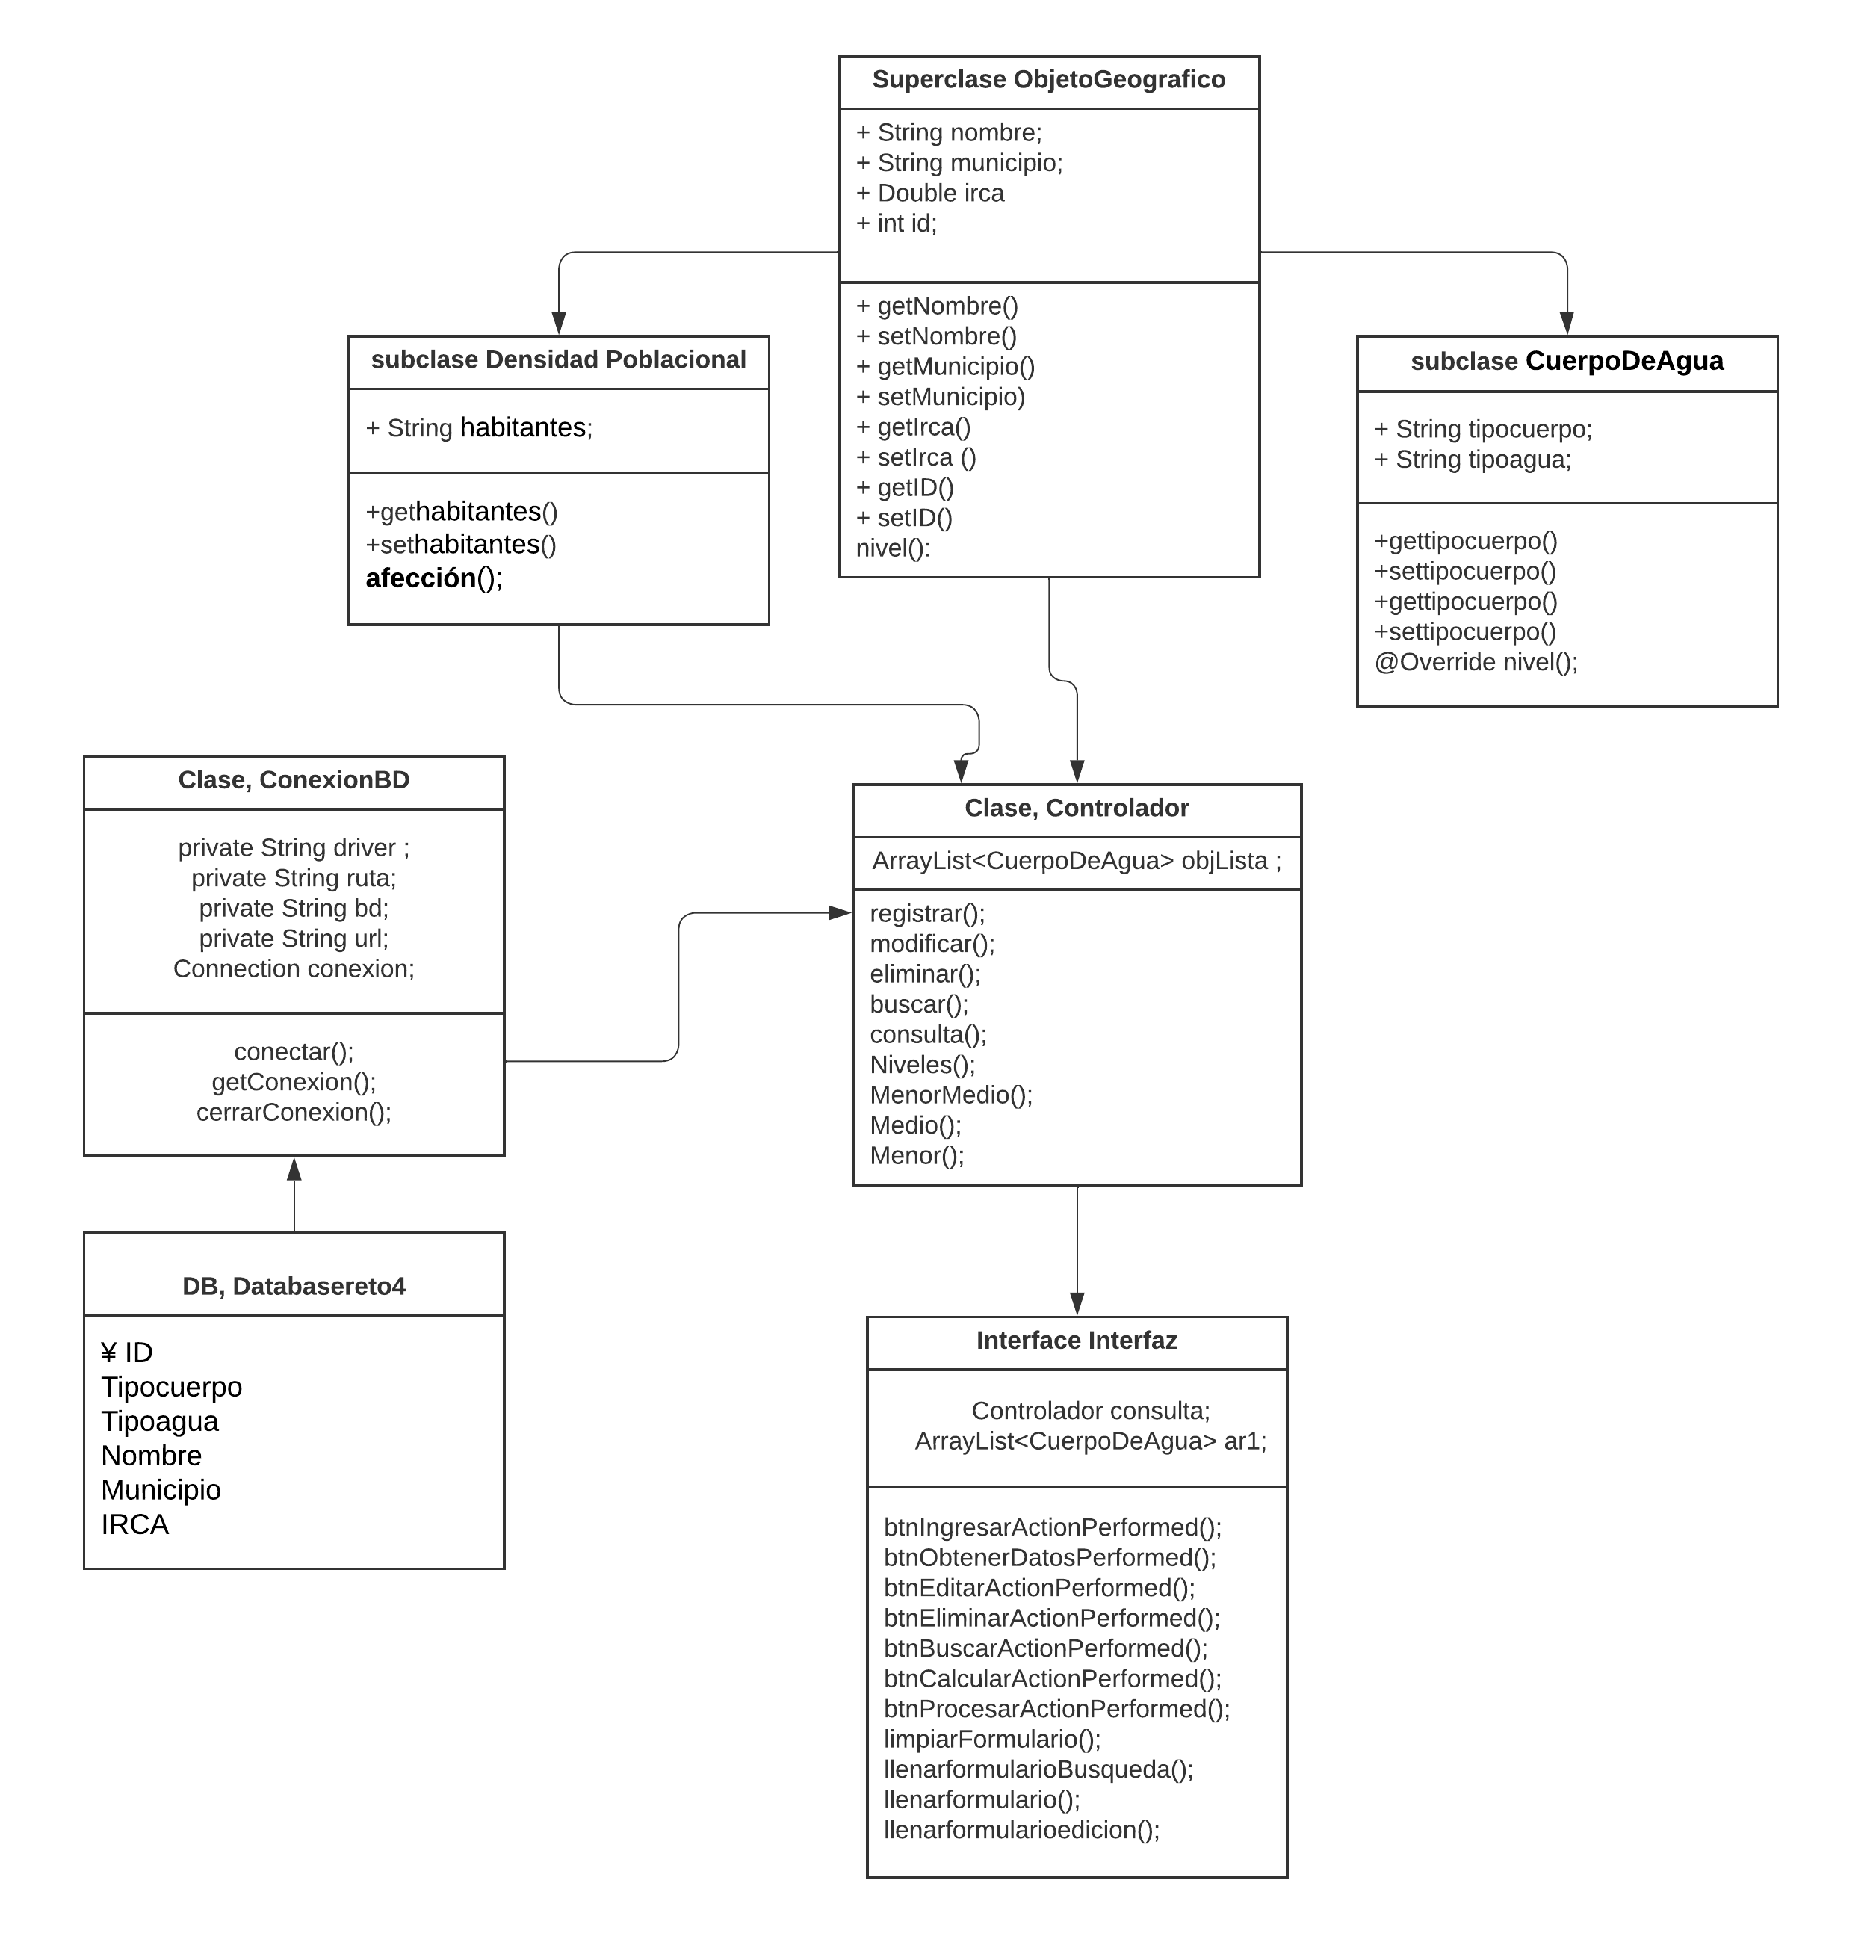 Superclase ObjetoGeografico
+ String nombre;
+ String municipio;
+ Double irca
+ int id;
+ getNombre()
+ setNombre()
+ getMunicipio()
+ setMunicipio)
+ getIrca()
+ setIrca ()
+ getID()
+ setID()
nivel():
subclase Densidad Poblacional
+ String habitantes;
+gethabitantes()
+sethabitantes()
afección();
subclase CuerpoDeAgua
+ String tipocuerpo;
+ String tipoagua;
+gettipocuerpo()
+settipocuerpo()
+gettipocuerpo()
+settipocuerpo()
@Override nivel();
Clase, ConexionBD
private String driver ;
private String ruta;
private String bd;
private String url;
Connection conexion;
conectar();
getConexion();
cerrarConexion();
Clase, Controlador
ArrayList<CuerpoDeAgua> objLista ;
registrar();
modificar();
eliminar();
buscar();
consulta();
Niveles();
MenorMedio();
Medio();
Menor();
DB, Databasereto4
¥ ID
Tipocuerpo
Tipoagua
Nombre
Municipio
IRCA
Interface Interfaz
Controlador consulta;
ArrayList<CuerpoDeAgua> ar1;
btnIngresarActionPerformed();
btnObtenerDatosPerformed();
btnEditarActionPerformed();
btnEliminarActionPerformed();
btnBuscarActionPerformed();
btnCalcularActionPerformed();
btnProcesarActionPerformed();
limpiarFormulario();
llenarformularioBusqueda();
llenarformulario();
llenarformularioedicion();